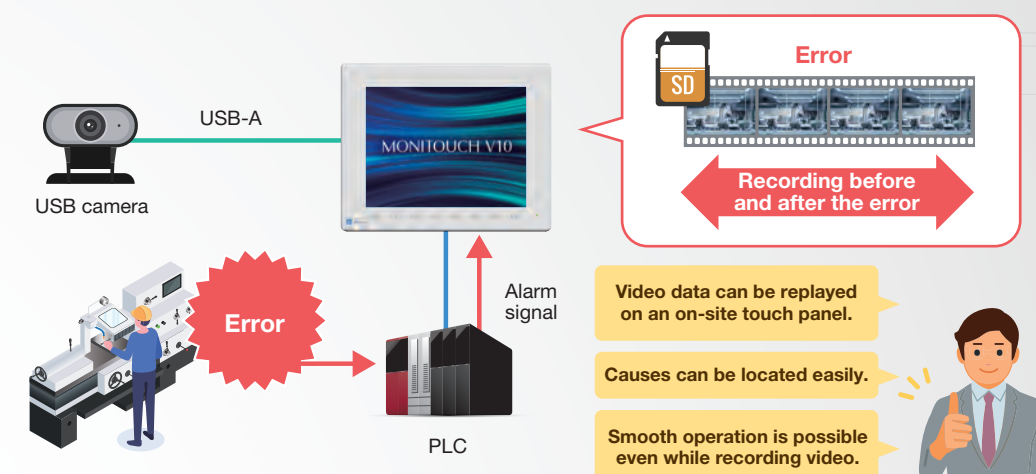 USB-A
USB camera
MONITOUCH V10
SD
Error
Recording before
and after the error
Error
Alarm
signal
PLC
Video data can be replayed
on an on-site touch panel.
Causes can be located easily.
Smooth operation is possible
even while recording video.